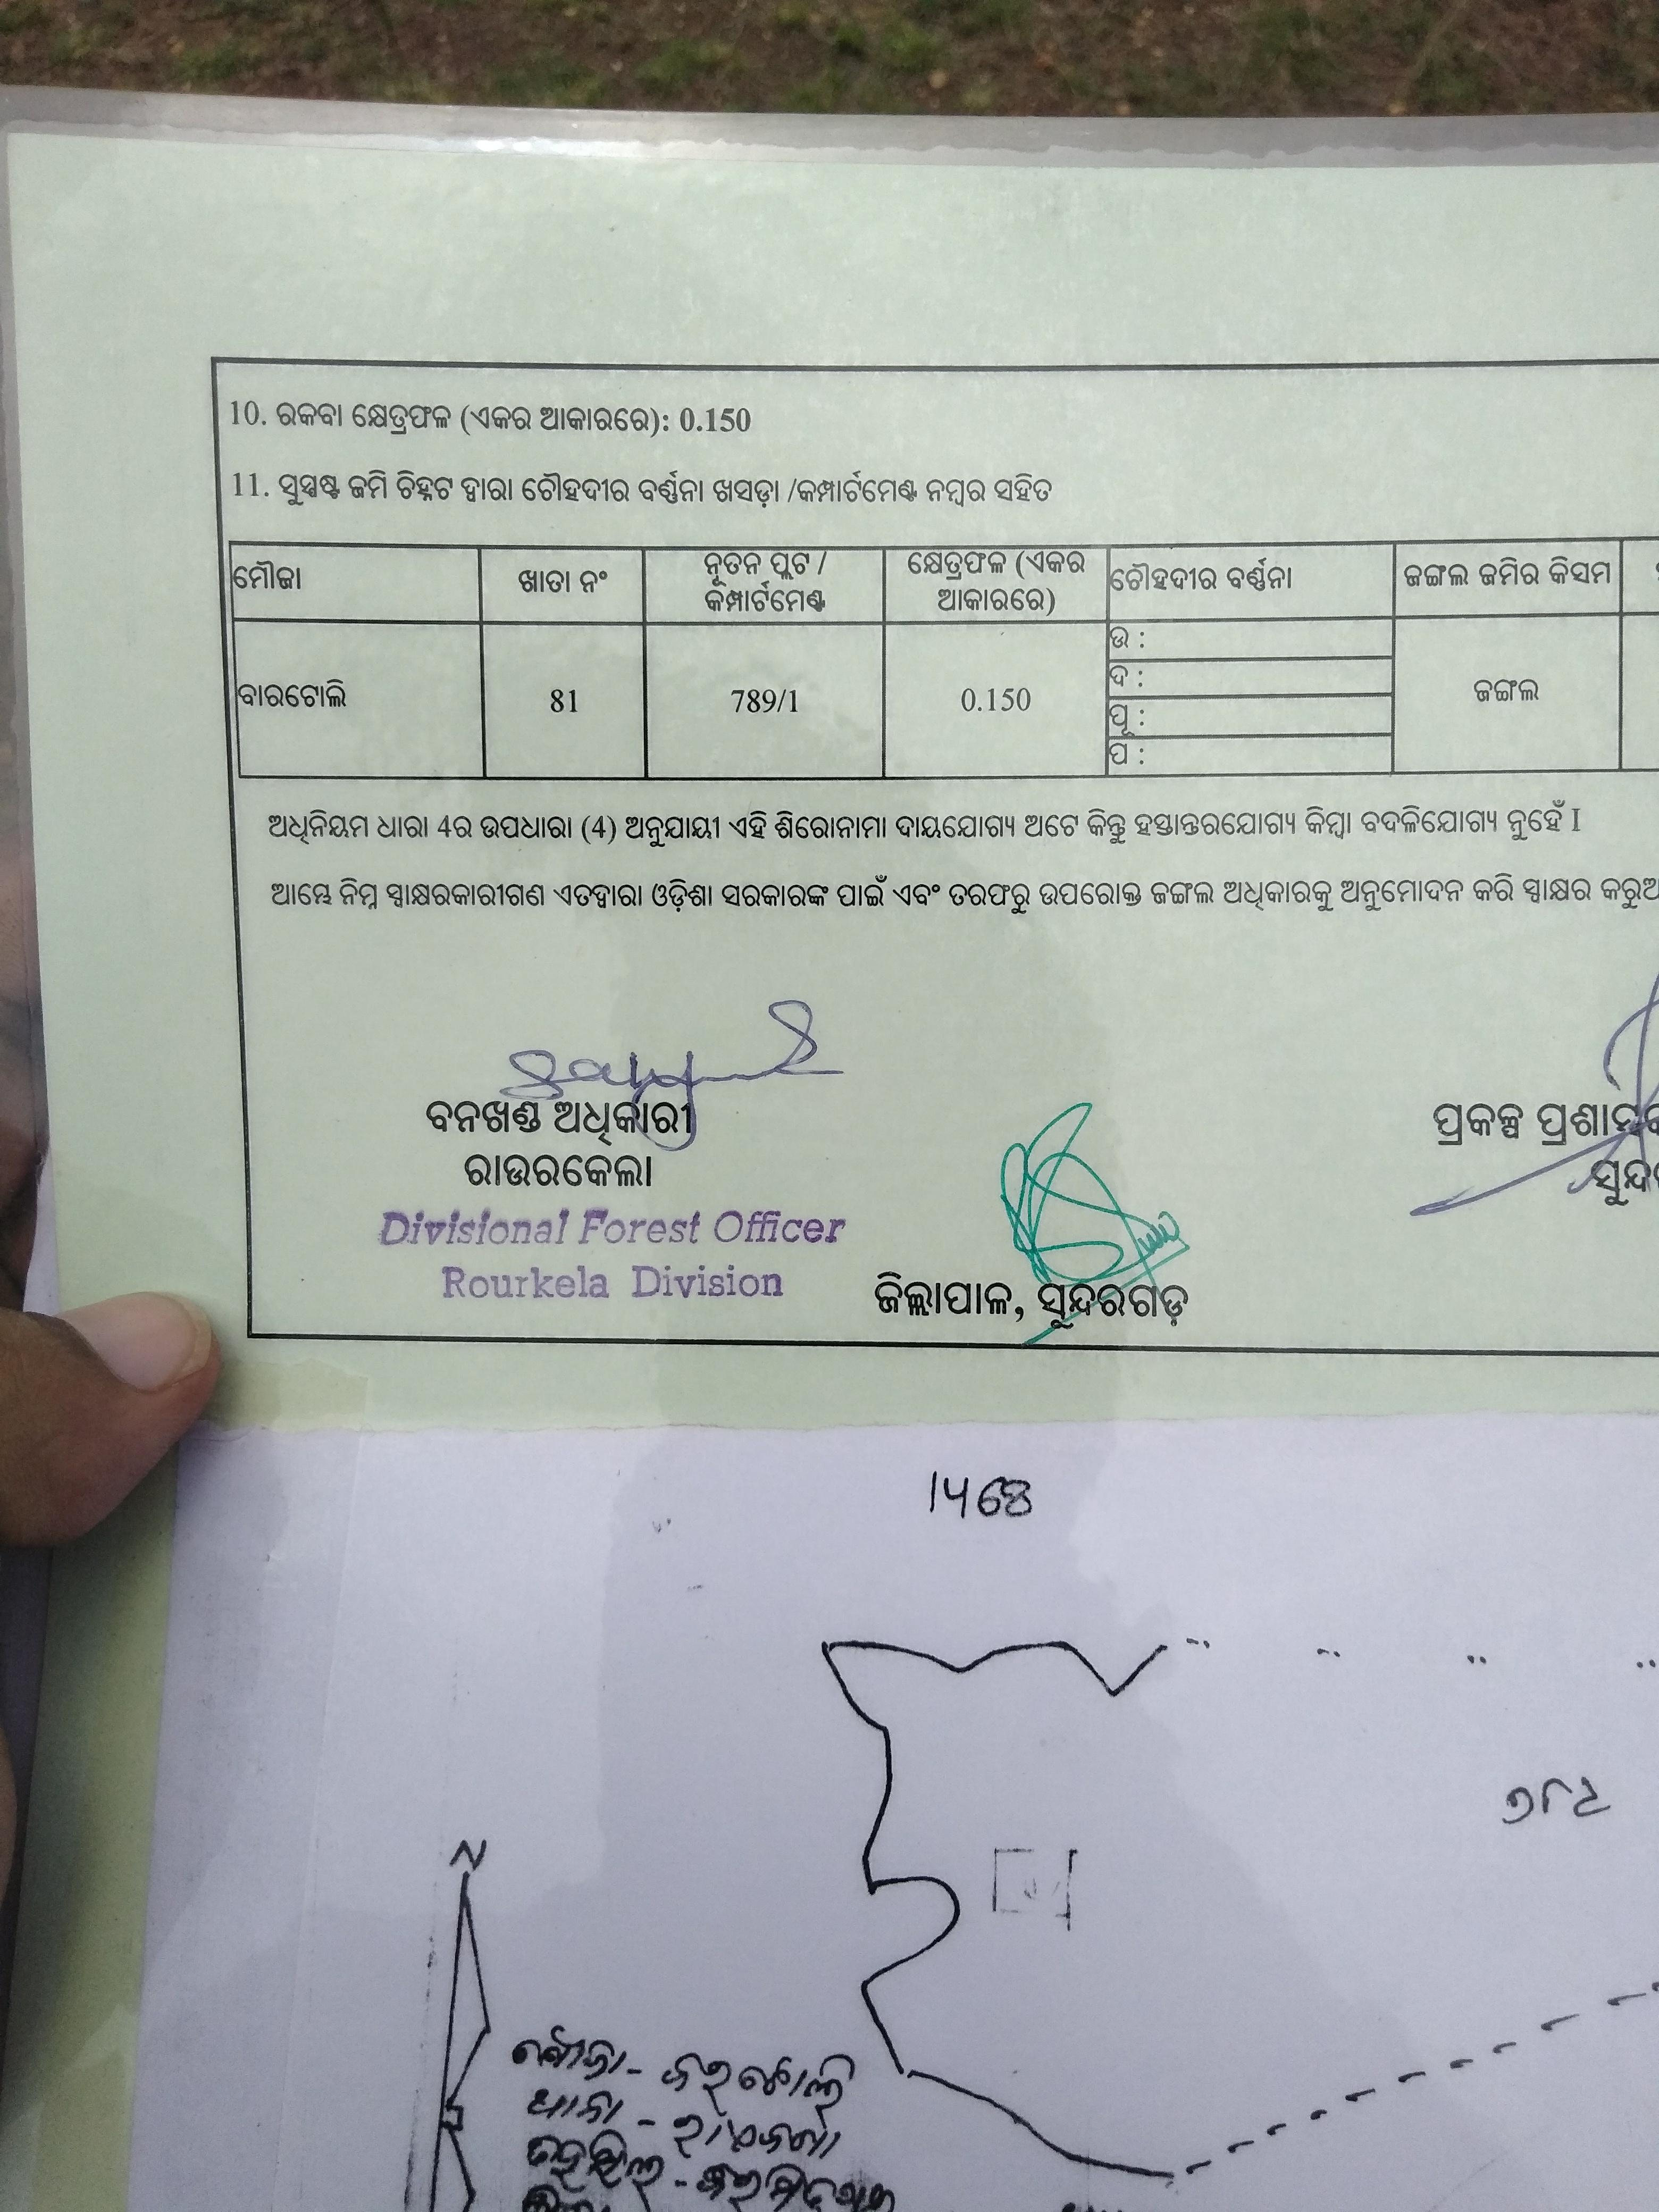 10. ରକବା କ୍ଷେତ୍ରଫଳ (ଏକର ଆକାରରେ): 0.150
11. ସୁସ୍ପଷ୍ଟ ଜମି ଚିହ୍ନଟ ଦ୍ୱାରା ଚୌହଦୀର ବର୍ଣ୍ଣନା ଖସଡ଼ା /କମ୍ପାର୍ଟମେଣ୍ଟ ନମ୍ବର ସହିତ
ମୌଜା ଖାତା ନଂ ନୂତନ ପ୍ଲଟ / କମ୍ପାର୍ଟମେଣ୍ଟ କ୍ଷେତ୍ରଫଳ (ଏକର ଆକାରରେ) ଚୌହଦୀର ବର୍ଣ୍ଣନା ଜଙ୍ଗଲ ଜମିର କିସମ
ବାରଟୋଲି 81 789/1 0.150 ଜଙ୍ଗଲ
ଉ :
ଦ :
ପୂ :
ପ :
ଅଧିନିୟମ ଧାରା 4ର ଉପଧାରା (4) ଅନୁଯାୟୀ ଏହି ଶିରୋନାମା ଦାୟଯୋଗ୍ୟ ଅଟେ କିନ୍ତୁ ହସ୍ତାନ୍ତରଯୋଗ୍ୟ କିମ୍ବା ବଦଳିଯୋଗ୍ୟ ନୁହେଁ I
ଆମ୍ଭେ ନିମ୍ନ ସ୍ୱାକ୍ଷରକାରୀଗଣ ଏତଦ୍ୱାରା ଓଡ଼ିଶା ସରକାରଙ୍କ ପାଇଁ ଏବଂ ତରଫରୁ ଉପରୋକ୍ତ ଜଙ୍ଗଲ ଅଧିକାରକୁ ଅନୁମୋଦନ କରି ସ୍ୱାକ୍ଷର
ବନଖଣ୍ଡ ଅଧିକାରୀ
ରାଉରକେଲା
Divisional Forest Officer
Rourkela Division
ଜିଲ୍ଲାପାଳ, ସୁନ୍ଦରଗଡ଼
ପ୍ରକଳ୍ପ
୭୮୯
N
ମୌଜା - ବାରଟୋଲି
ଥାନା -